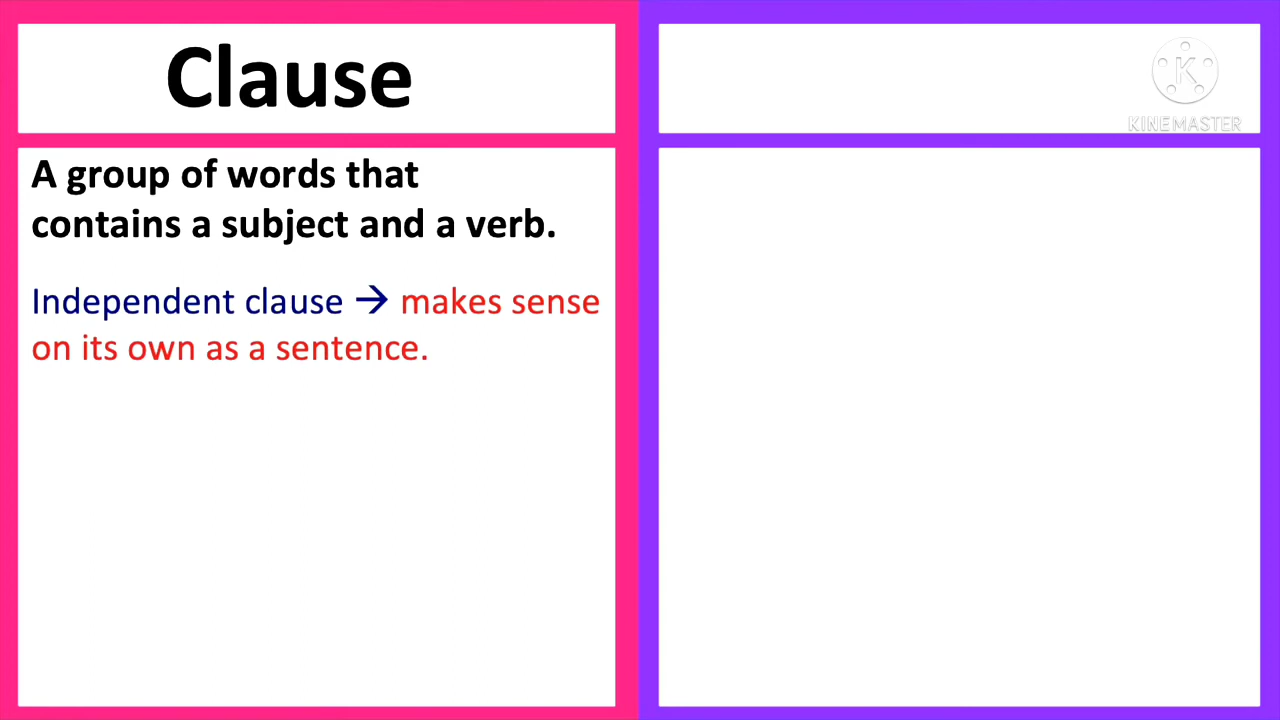 Clause
KINEMASTER
A group of words that
contains a subject and a verb.
Independent clause → makes sense
on its own as a sentence.